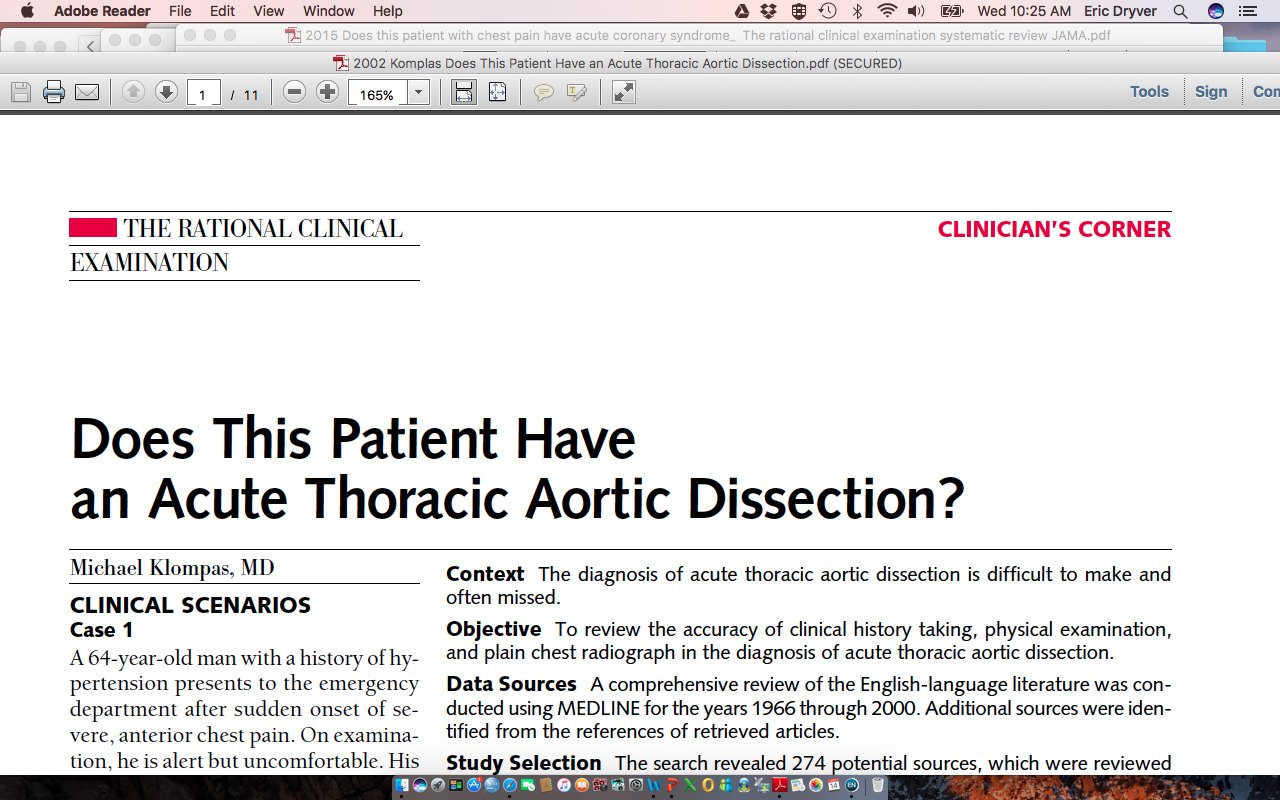 Adobe Reader File Edit View Window Help Wed 10:25 AM Eric Dryver
2015 Does this patient with chest pain have acute coronary syndrome_ The rational clinical examination systematic review JAMA.pdf
2002 Komplas Does This Patient Have an Acute Thoracic Aortic Dissection.pdf (SECURED)
1 / 11 165% Tools Sign Con
THE RATIONAL CLINICAL
EXAMINATION
CLINICIAN'S CORNER
Does This Patient Have
an Acute Thoracic Aortic Dissection?
Michael Klompas, MD
CLINICAL SCENARIOS
Case 1
A 64-year-old man with a history of hy-
pertension presents to the emergency
department after sudden onset of se-
vere, anterior chest pain. On examina-
tion, he is alert but uncomfortable. His
Context The diagnosis of acute thoracic aortic dissection is difficult to make and
often missed.
Objective To review the accuracy of clinical history taking, physical examination,
and plain chest radiograph in the diagnosis of acute thoracic aortic dissection.
Data Sources A comprehensive review of the English-language literature was con-
ducted using MEDLINE for the years 1966 through 2000. Additional sources were iden-
tified from the references of retrieved articles.
Study Selection The search revealed 274 potential sources, which were reviewed